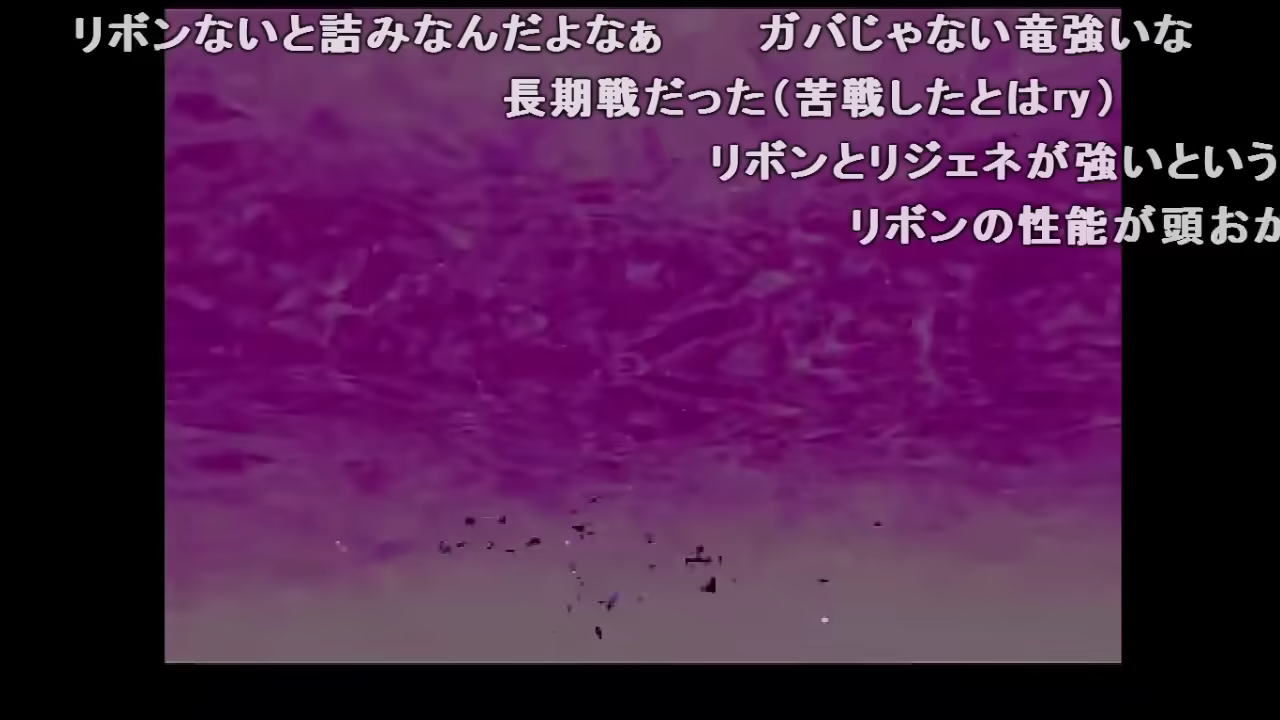 リボンないと詰みなんだよなぁ
ガバじゃない竜強いな
長期戦だった（苦戦したとはry）
リボンとリジェネが強いという
リボンの性能が頭おか